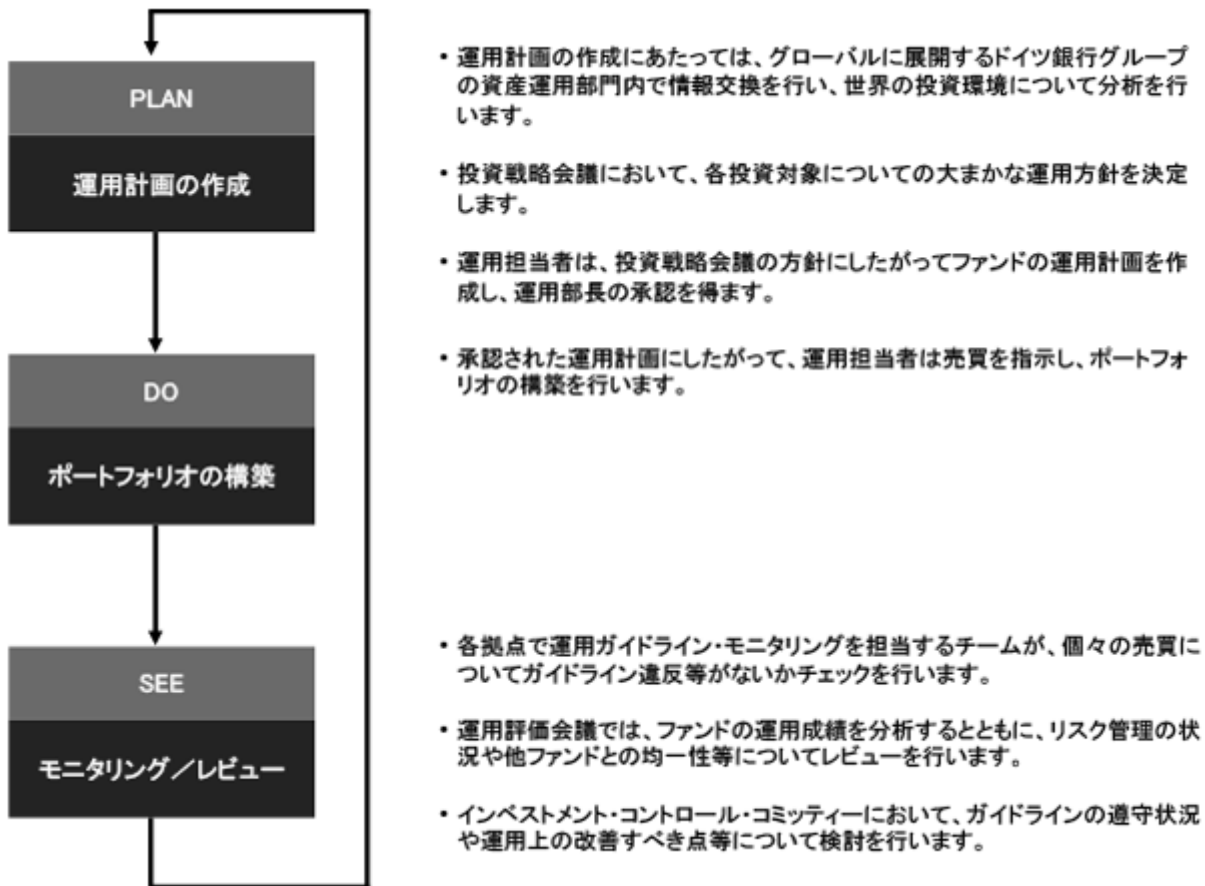 PLAN
運用計画の作成
・運用計画の作成にあたっては、グローバルに展開するドイツ銀行グループ
の資産運用部門内で情報交換を行い、世界の投資環境について分析を行
います。
・投資戦略会議において、各投資対象についての大まかな運用方針を決定
します。
・運用担当者は、投資戦略会議の方針にしたがってファンドの運用計画を作
成し、運用部長の承認を得ます。
DO
ポートフォリオの構築
・承認された運用計画にしたがって、運用担当者は売買を指示し、ポートフォ
リオの構築を行います。
SEE
モニタリング／レビュー
・各拠点で運用ガイドライン・モニタリングを担当するチームが、個々の売買に
ついてガイドライン違反等がないかチェックを行います。
・運用評価会議では、ファンドの運用成績を分析するとともに、リスク管理の状
況や他ファンドとの均一性等についてレビューを行います。
・インベストメント・コントロール・コミッティーにおいて、ガイドラインの遵守状況
や運用上の改善すべき点等について検討を行います。